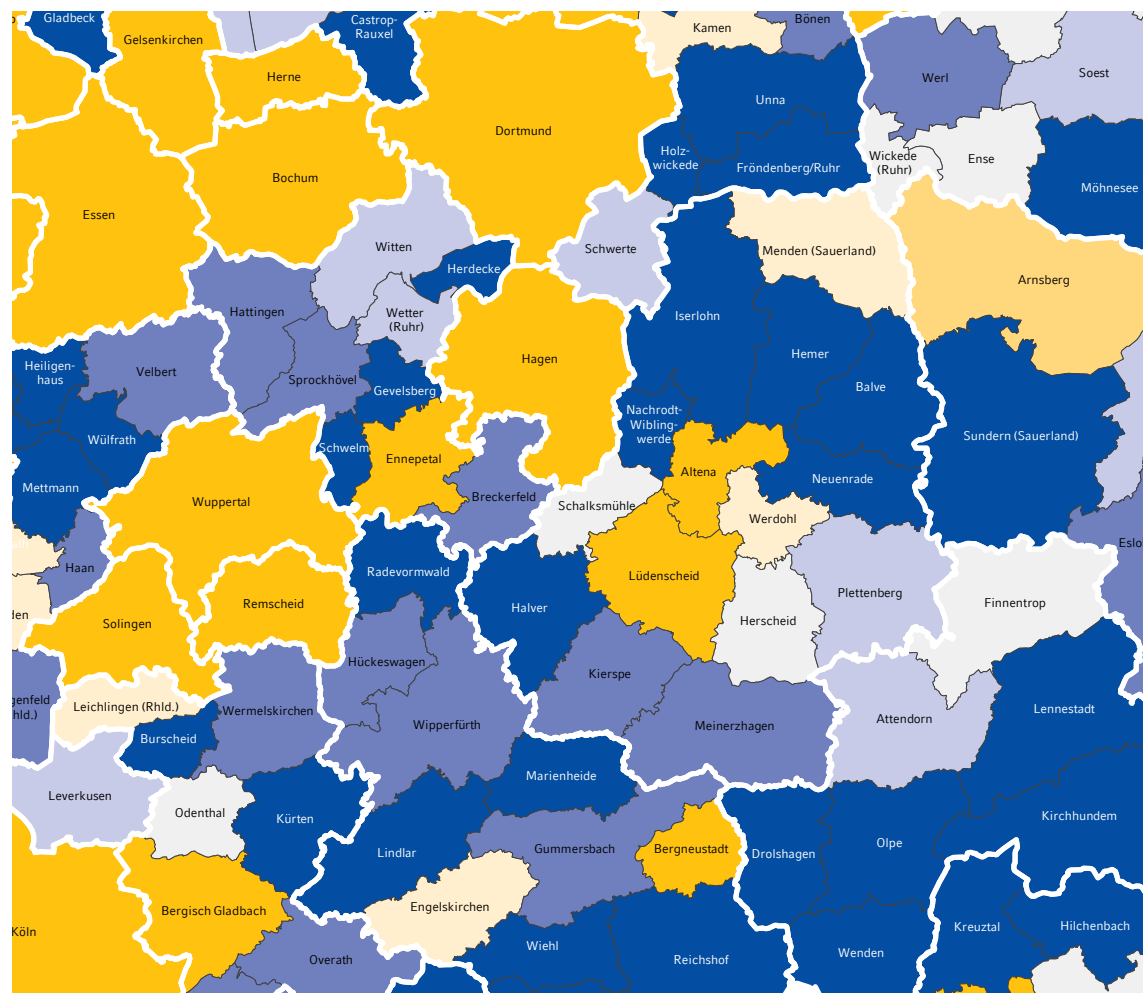 Gladbeck
Castrop-
Rauxel
Bönen
Gelsenkirchen
Kamen
Herne
Werl
Soest
Unna
Dortmund
Holz-
wickede
Fröndenberg/Ruhr
Wickede
(Ruhr)
Ense
Bochum
Möhnesee
Essen
Witten
Schwerte
Menden (Sauerland)
Herdecke
Arnsberg
Hattingen
Wetter
(Ruhr)
Iserlohn
Hagen
Hemer
Heiligen-
haus
Velbert
Sprockhövel
Gevelsberg
Balve
Nachrodt-
Wibling-
werde
Wülfrath
Schwelm
Sundern (Sauerland)
Ennepetal
Altena
Neuenrade
Mettmann
Wuppertal
Breckerfeld
Schalksmühle
Werdohl
Eslo
Haan
Radevormwald
Lüdenscheid
Plettenberg
Remscheid
Halver
Finnentrop
den
Solingen
Herscheid
Hückeswagen
Kierspe
genfeld
hld.)
Leichlingen (Rhld.)
Wermelskirchen
Wipperfürth
Meinerzhagen
Attendorn
Lennestadt
Burscheid
Marienheide
Leverkusen
Odenthal
Kürten
Kirchhundem
Lindlar
Gummersbach
Bergneustadt
Drolshagen
Olpe
Bergisch Gladbach
Engelskirchen
Köln
Kreuztal
Hilchenbach
Wiehl
Overath
Reichshof
Wenden